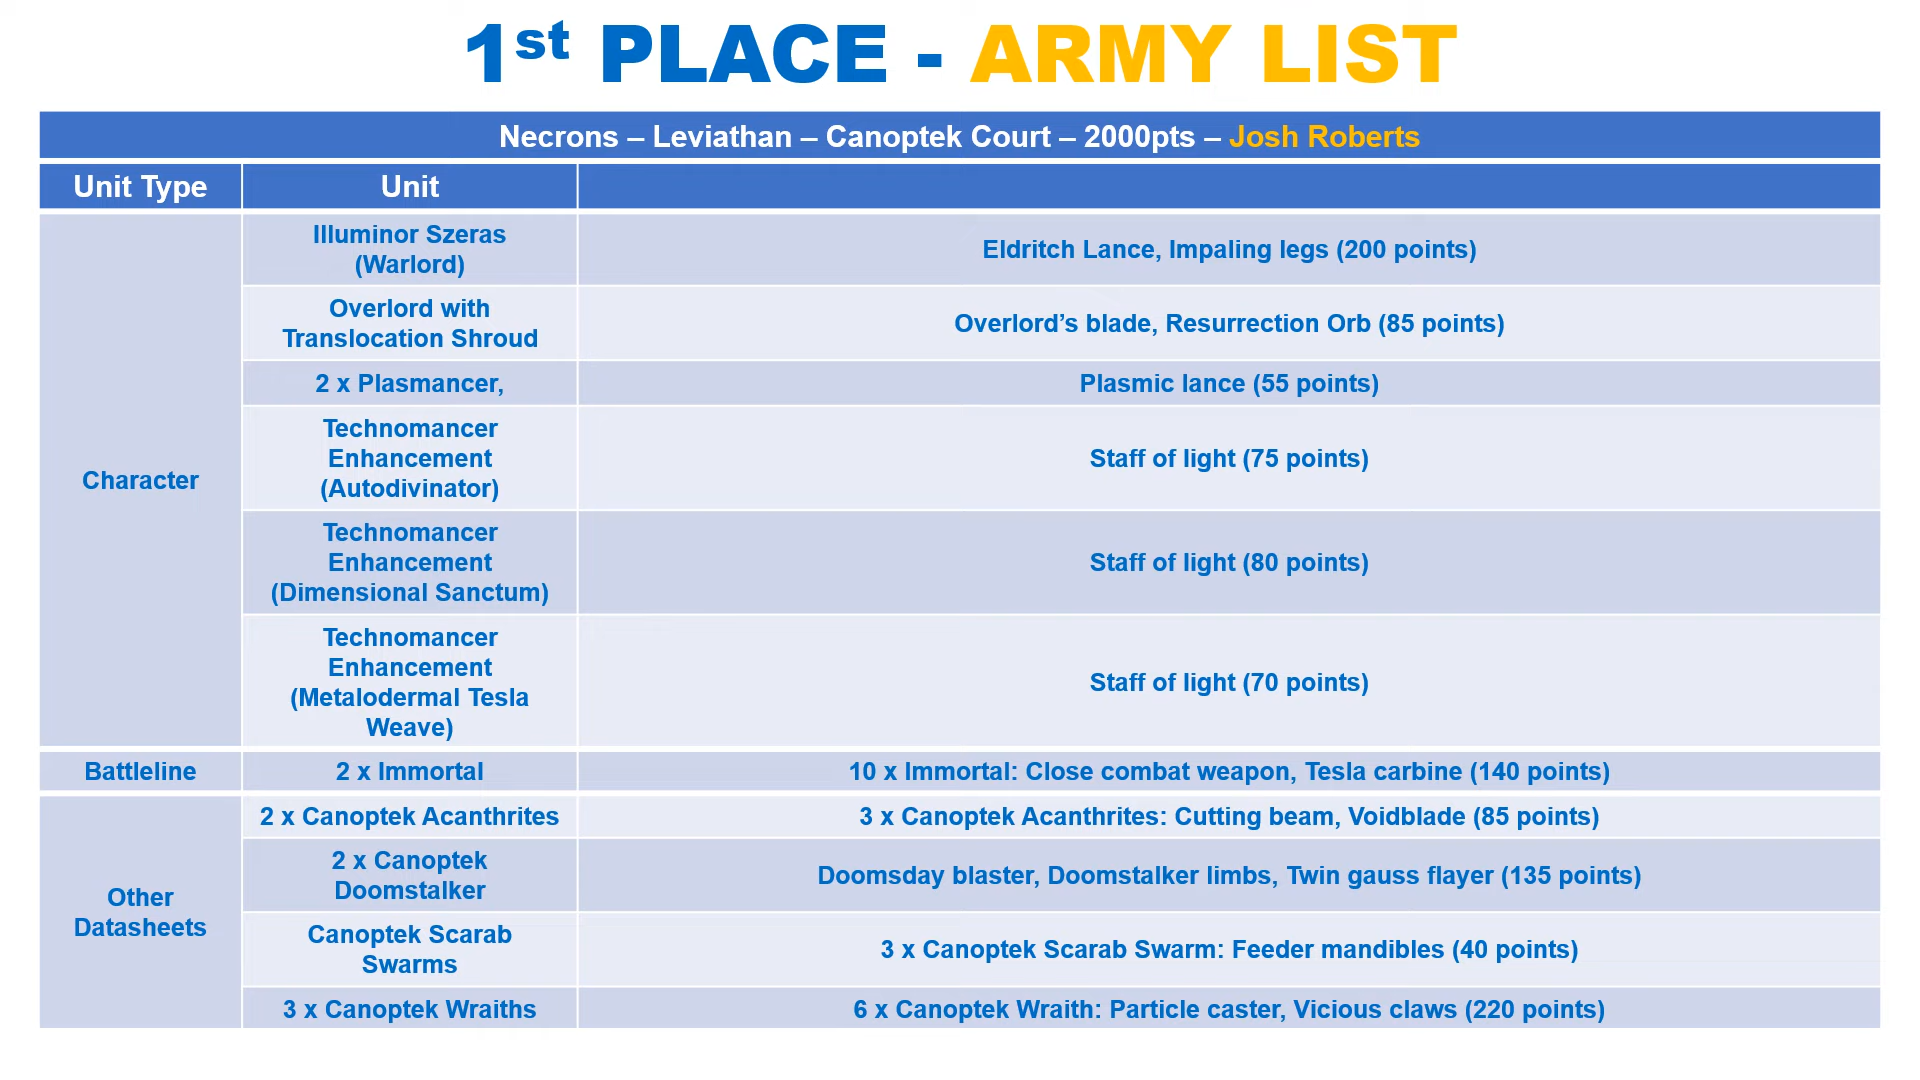 1st PLACE - ARMY LIST
Necrons – Leviathan – Canoptek Court – 2000pts – Josh Roberts
Unit Type
Unit
Character
Illuminor Szeras
(Warlord)
Eldritch Lance, Impaling legs (200 points)
Overlord with
Translocation Shroud
Overlord’s blade, Resurrection Orb (85 points)
2 x Plasmancer,
Plasmic lance (55 points)
Technomancer
Enhancement
(Autodivinator)
Staff of light (75 points)
Technomancer
Enhancement
(Dimensional Sanctum)
Staff of light (80 points)
Technomancer
Enhancement
(Metalodermal Tesla
Weave)
Staff of light (70 points)
Battleline
2 x Immortal
10 x Immortal: Close combat weapon, Tesla carbine (140 points)
Other
Datasheets
2 x Canoptek Acanthrites
3 x Canoptek Acanthrites: Cutting beam, Voidblade (85 points)
2 x Canoptek
Doomstalker
Doomsday blaster, Doomstalker limbs, Twin gauss flayer (135 points)
Canoptek Scarab
Swarms
3 x Canoptek Scarab Swarm: Feeder mandibles (40 points)
3 x Canoptek Wraiths
6 x Canoptek Wraith: Particle caster, Vicious claws (220 points)